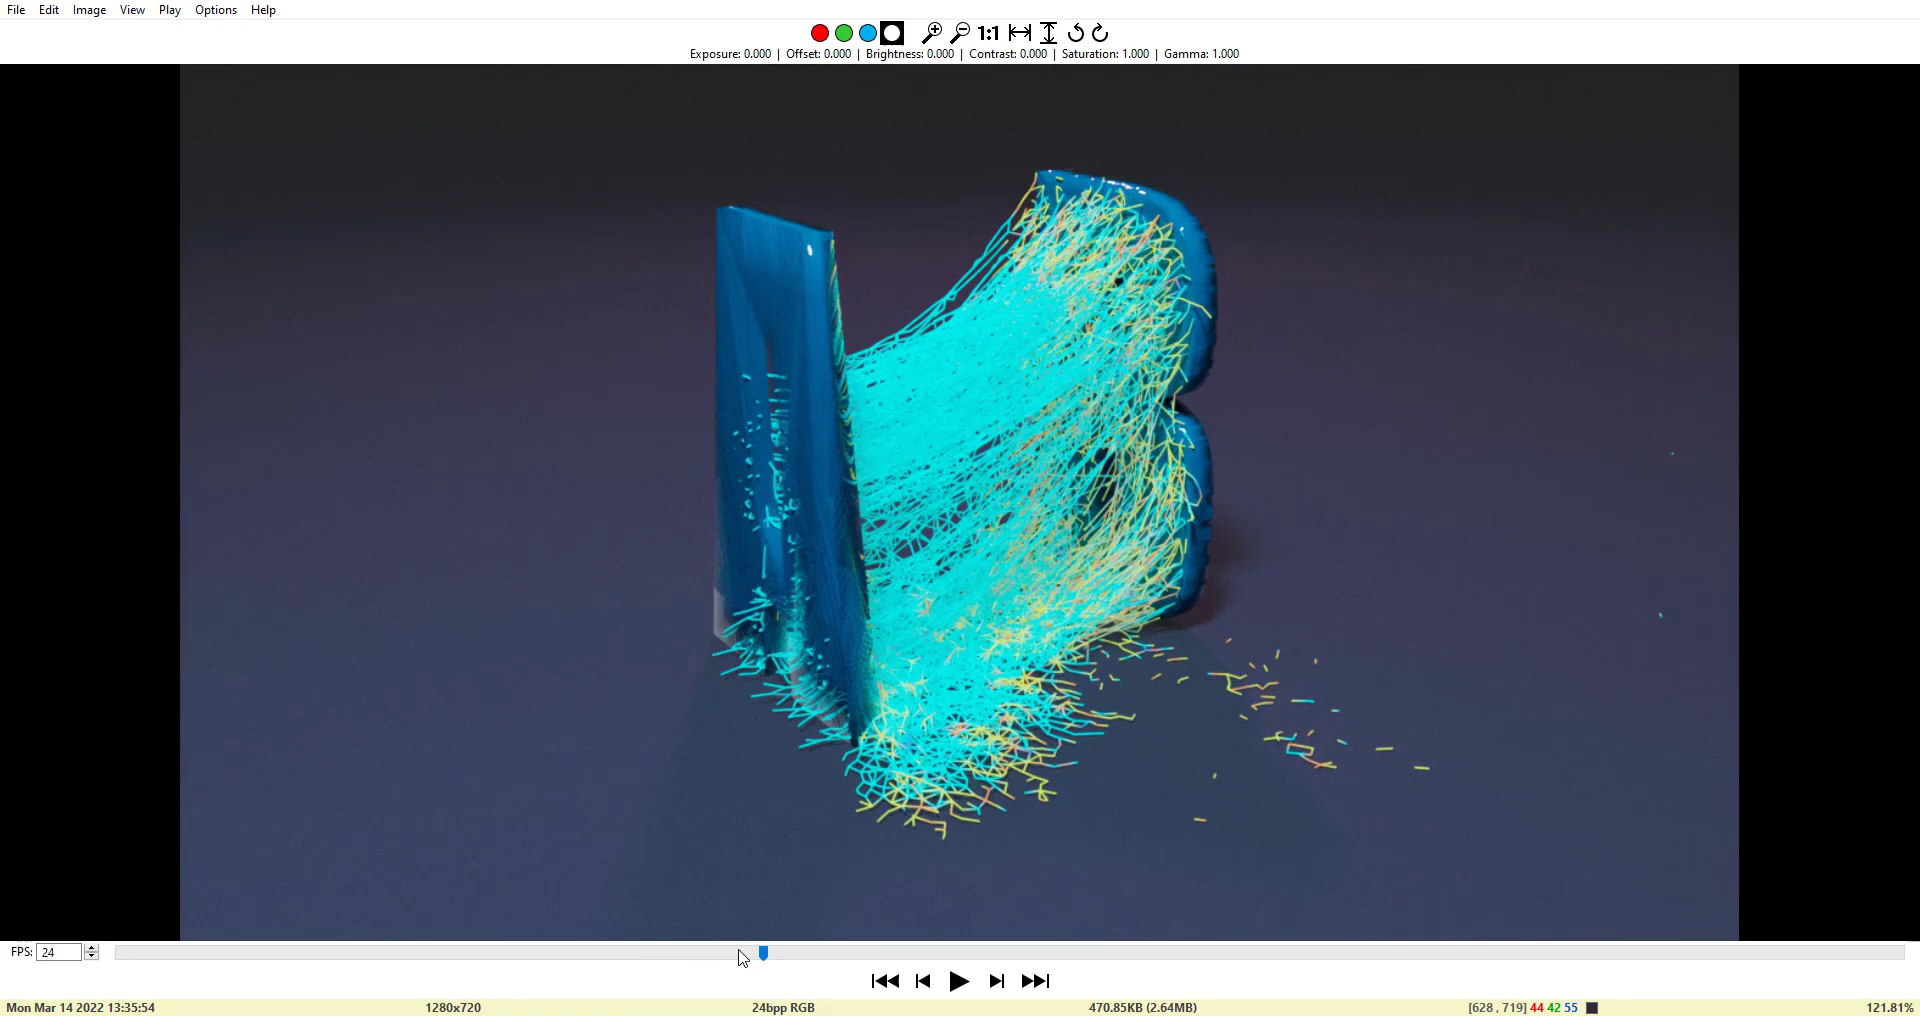 File Edit Image View Play Options Help
1:1
Exposure: 0.000 | Offset: 0.000 | Brightness: 0.000 | Contrast: 0.000 | Saturation: 1.000 | Gamma: 1.000
B
FPS: 24
Mon Mar 14 2022 13:35:54 1280x720 24bpp RGB 470.85KB (2.64MB) [628 , 719] 44 42 55 121.81%